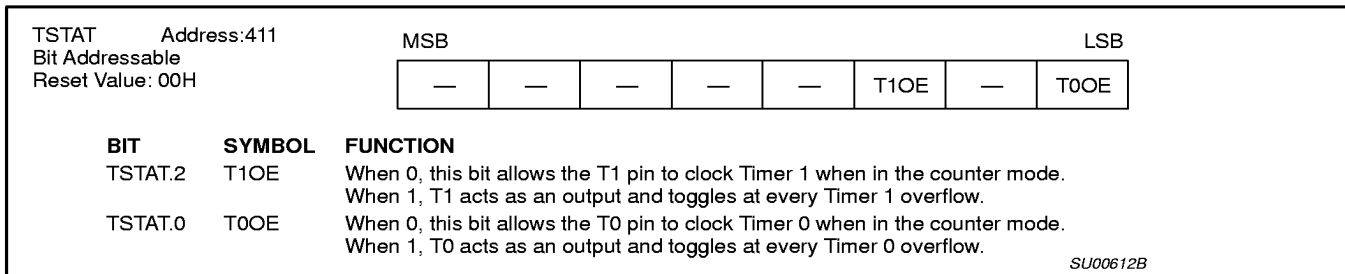 TSTAT Address:411
Bit Addressable
Reset Value: 00H
MSB LSB
— — — — — T1OE — T0OE
BIT SYMBOL FUNCTION
TSTAT.2 T1OE When 0, this bit allows the T1 pin to clock Timer 1 when in the counter mode.
When 1, T1 acts as an output and toggles at every Timer 1 overflow.
TSTAT.0 T0OE When 0, this bit allows the T0 pin to clock Timer 0 when in the counter mode.
When 1, T0 acts as an output and toggles at every Timer 0 overflow.
SU00612B